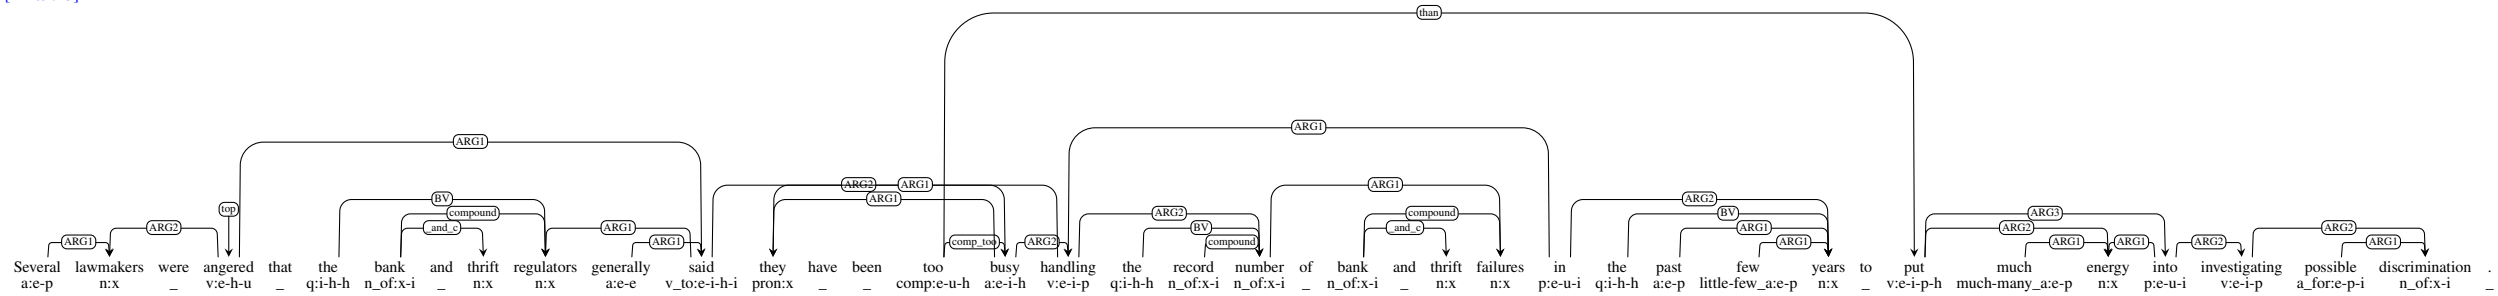 than
ARG1
ARG1
ARG2 ARG1 ARG1
BV ARG1 ARG2
top compound ARG2 compound BV ARG3
ARG2 _and_c ARG1 BV _and_c ARG1 ARG2 ARG2
ARG1 ARG1 comp_too ARG2 compound ARG1 ARG1 ARG1 ARG2 ARG1
Several lawmakers were angered that the bank and thrift regulators generally said they have been too busy handling the record number of bank and thrift failures in the past few years to put much energy into investigating possible discrimination .
a:e-p n:x _ v:e-h-u _ q:i-h-h n_of:x-i _ n:x n:x a:e-e v_to:e-i-h-i pron:x _ _ comp:e-u-h a:e-i-h v:e-i-p q:i-h-h n_of:x-i n_of:x-i _ n_of:x-i _ n:x n:x p:e-u-i q:i-h-h a:e-p little-few_a:e-p n:x _ v:e-i-p-h much-many_a:e-p n:x p:e-u-i v:e-i-p a_for:e-p-i n_of:x-i _